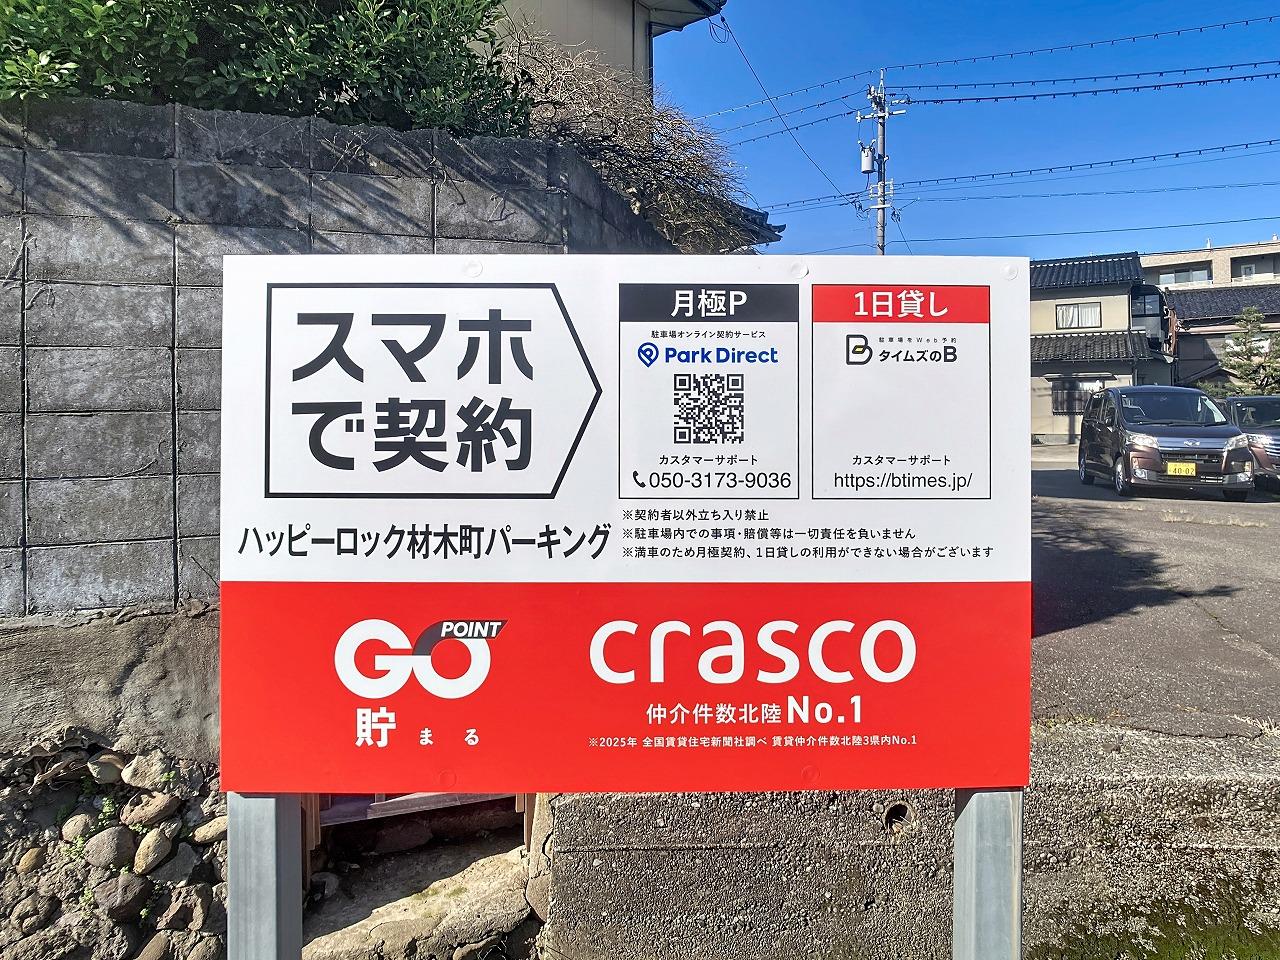 スマホ
で契約
ハッピーロック材木町パーキング
月極P
駐車場オンライン契約サービス
Park Direct
カスタマーサポート
050-3173-9036
1日貸し
駐車場をWeb予約
タイムズのB
カスタマーサポート
https://btimes.jp/
※契約者以外立ち入り禁止
※駐車場内での事項・賠償等は一切責任を負いません
※満車のため月極契約、1日貸しの利用ができない場合がございます
GO POINT
貯まる
crasco
仲介件数北陸No.1
※2025年 全国賃貸住宅新聞社調べ 賃貸仲介件数北陸3県内No.1
40-02